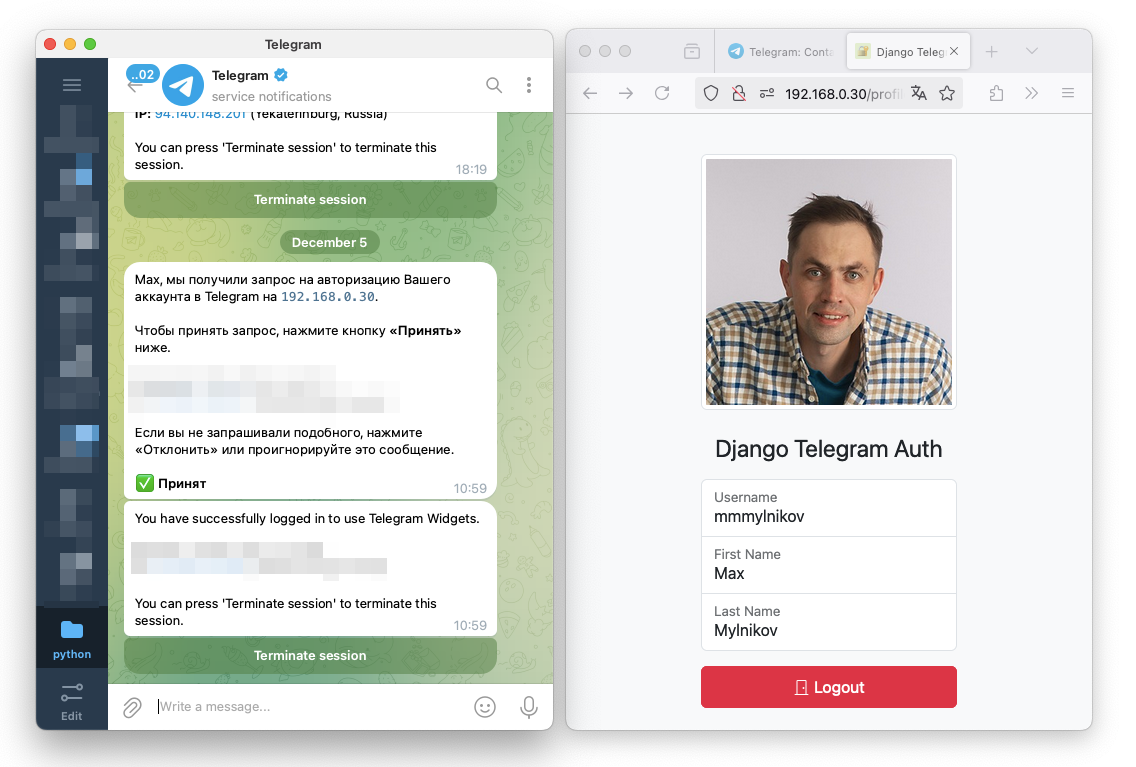 Telegram
..02
Telegram
service notifications
IP: 94.140.148.201 (Yekaterinburg, Russia)
You can press 'Terminate session' to terminate this
session.
18:19
Terminate session
December 5
Max, мы получили запрос на авторизацию Вашего
аккаунта в Telegram на 192.168.0.30.
Чтобы принять запрос, нажмите кнопку «Принять»
ниже.
Если вы не запрашивали подобного, нажмите
«Отклонить» или проигнорируйте это сообщение.
✅ Принят
10:59
You have successfully logged in to use Telegram Widgets.
You can press 'Terminate session' to terminate this
session.
10:59
Terminate session
python
Edit
Write a message...
Telegram: Conta
Django Teleg
192.168.0.30/profil
Django Telegram Auth
Username
mmmylnikov
First Name
Max
Last Name
Mylnikov
Logout